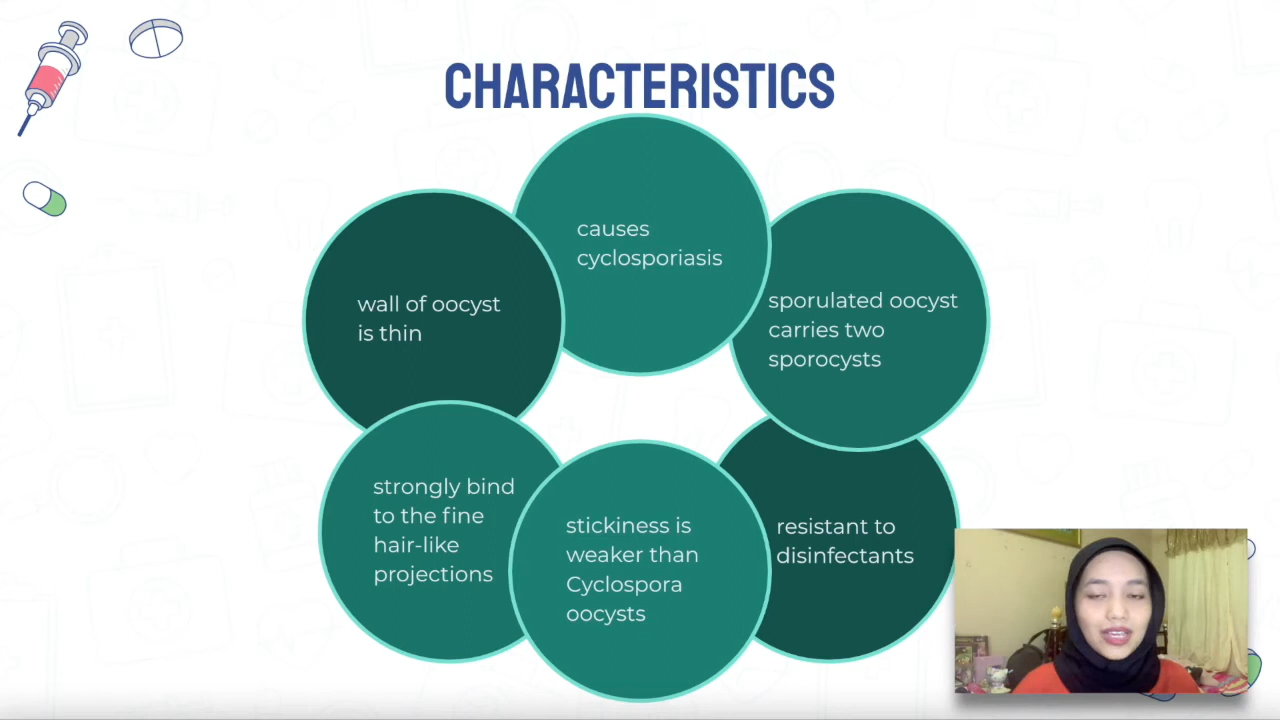 CHARACTERISTICS
causes
cyclosporiasis
sporulated oocyst
carries two
sporocysts
resistant to
disinfectants
stickiness is
weaker than
Cyclospora
oocysts
strongly bind
to the fine
hair-like
projections
wall of oocyst
is thin